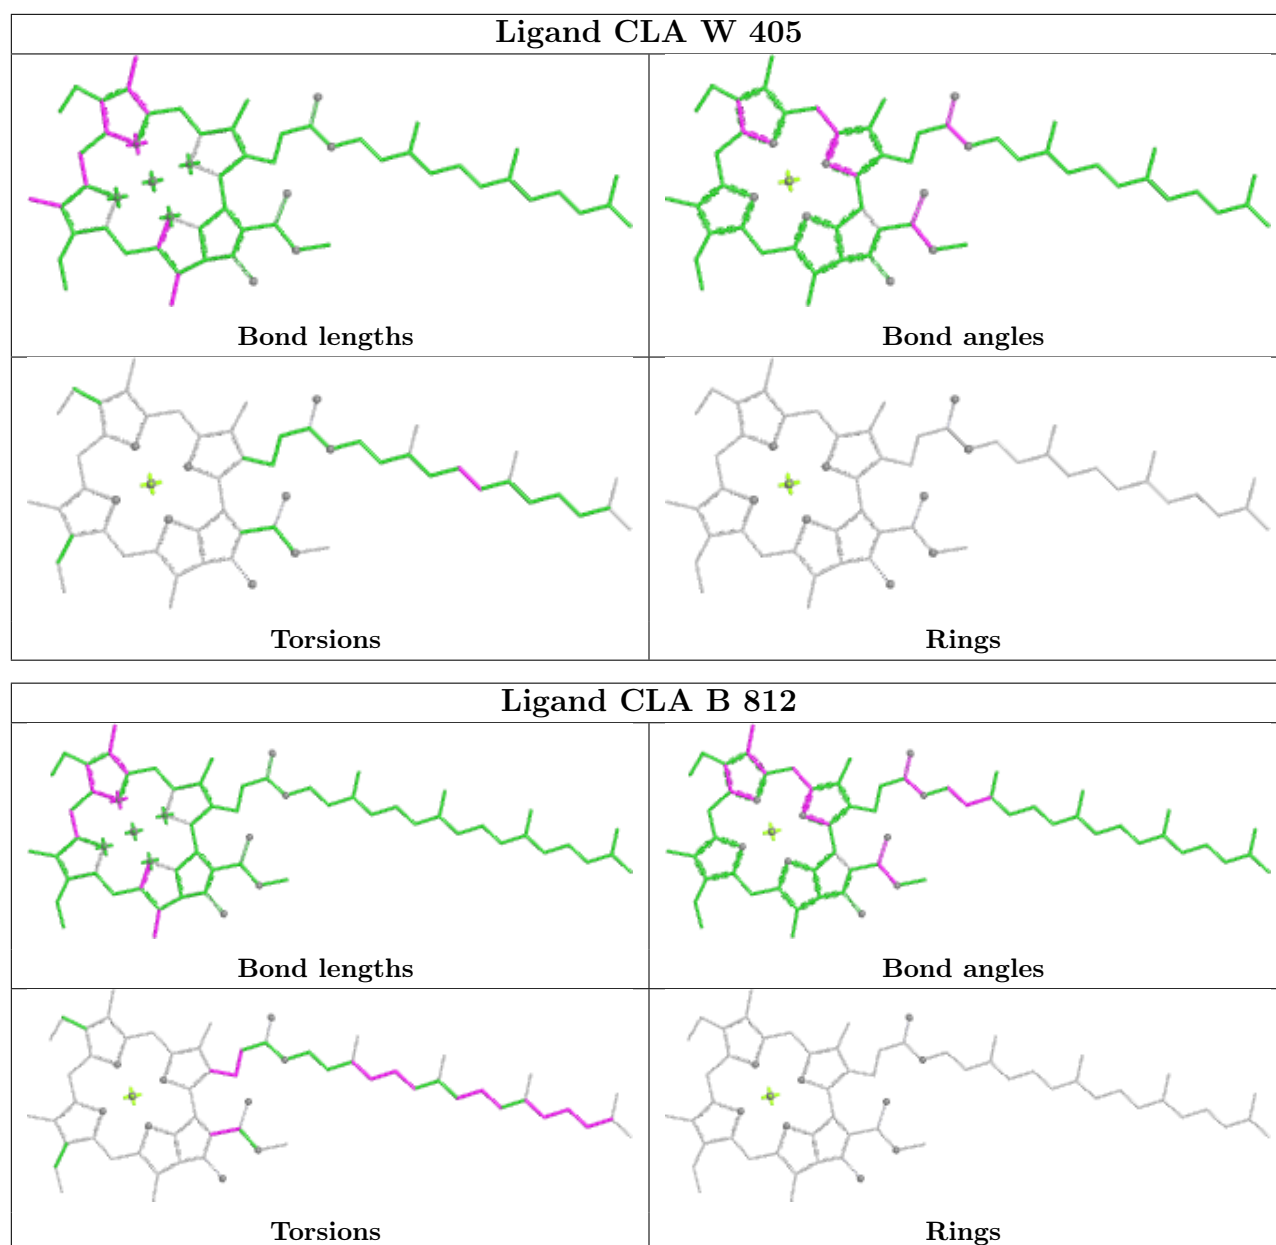 Ligand CLA W 405
Bond lengths
Bond angles
Torsions
Rings
Ligand CLA B 812
Bond lengths
Bond angles
Torsions
Rings